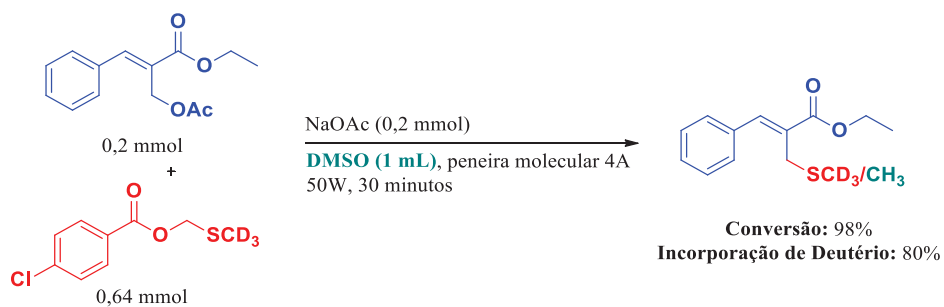 O
O
OAc
0,2 mmol
+
O
O
SCD3
Cl
0,64 mmol
NaOAc (0,2 mmol)
DMSO (1 mL), peneira molecular 4A
50W, 30 minutos
O
O
SCD3/CH3
Conversão: 98%
Incorporação de Deutério: 80%